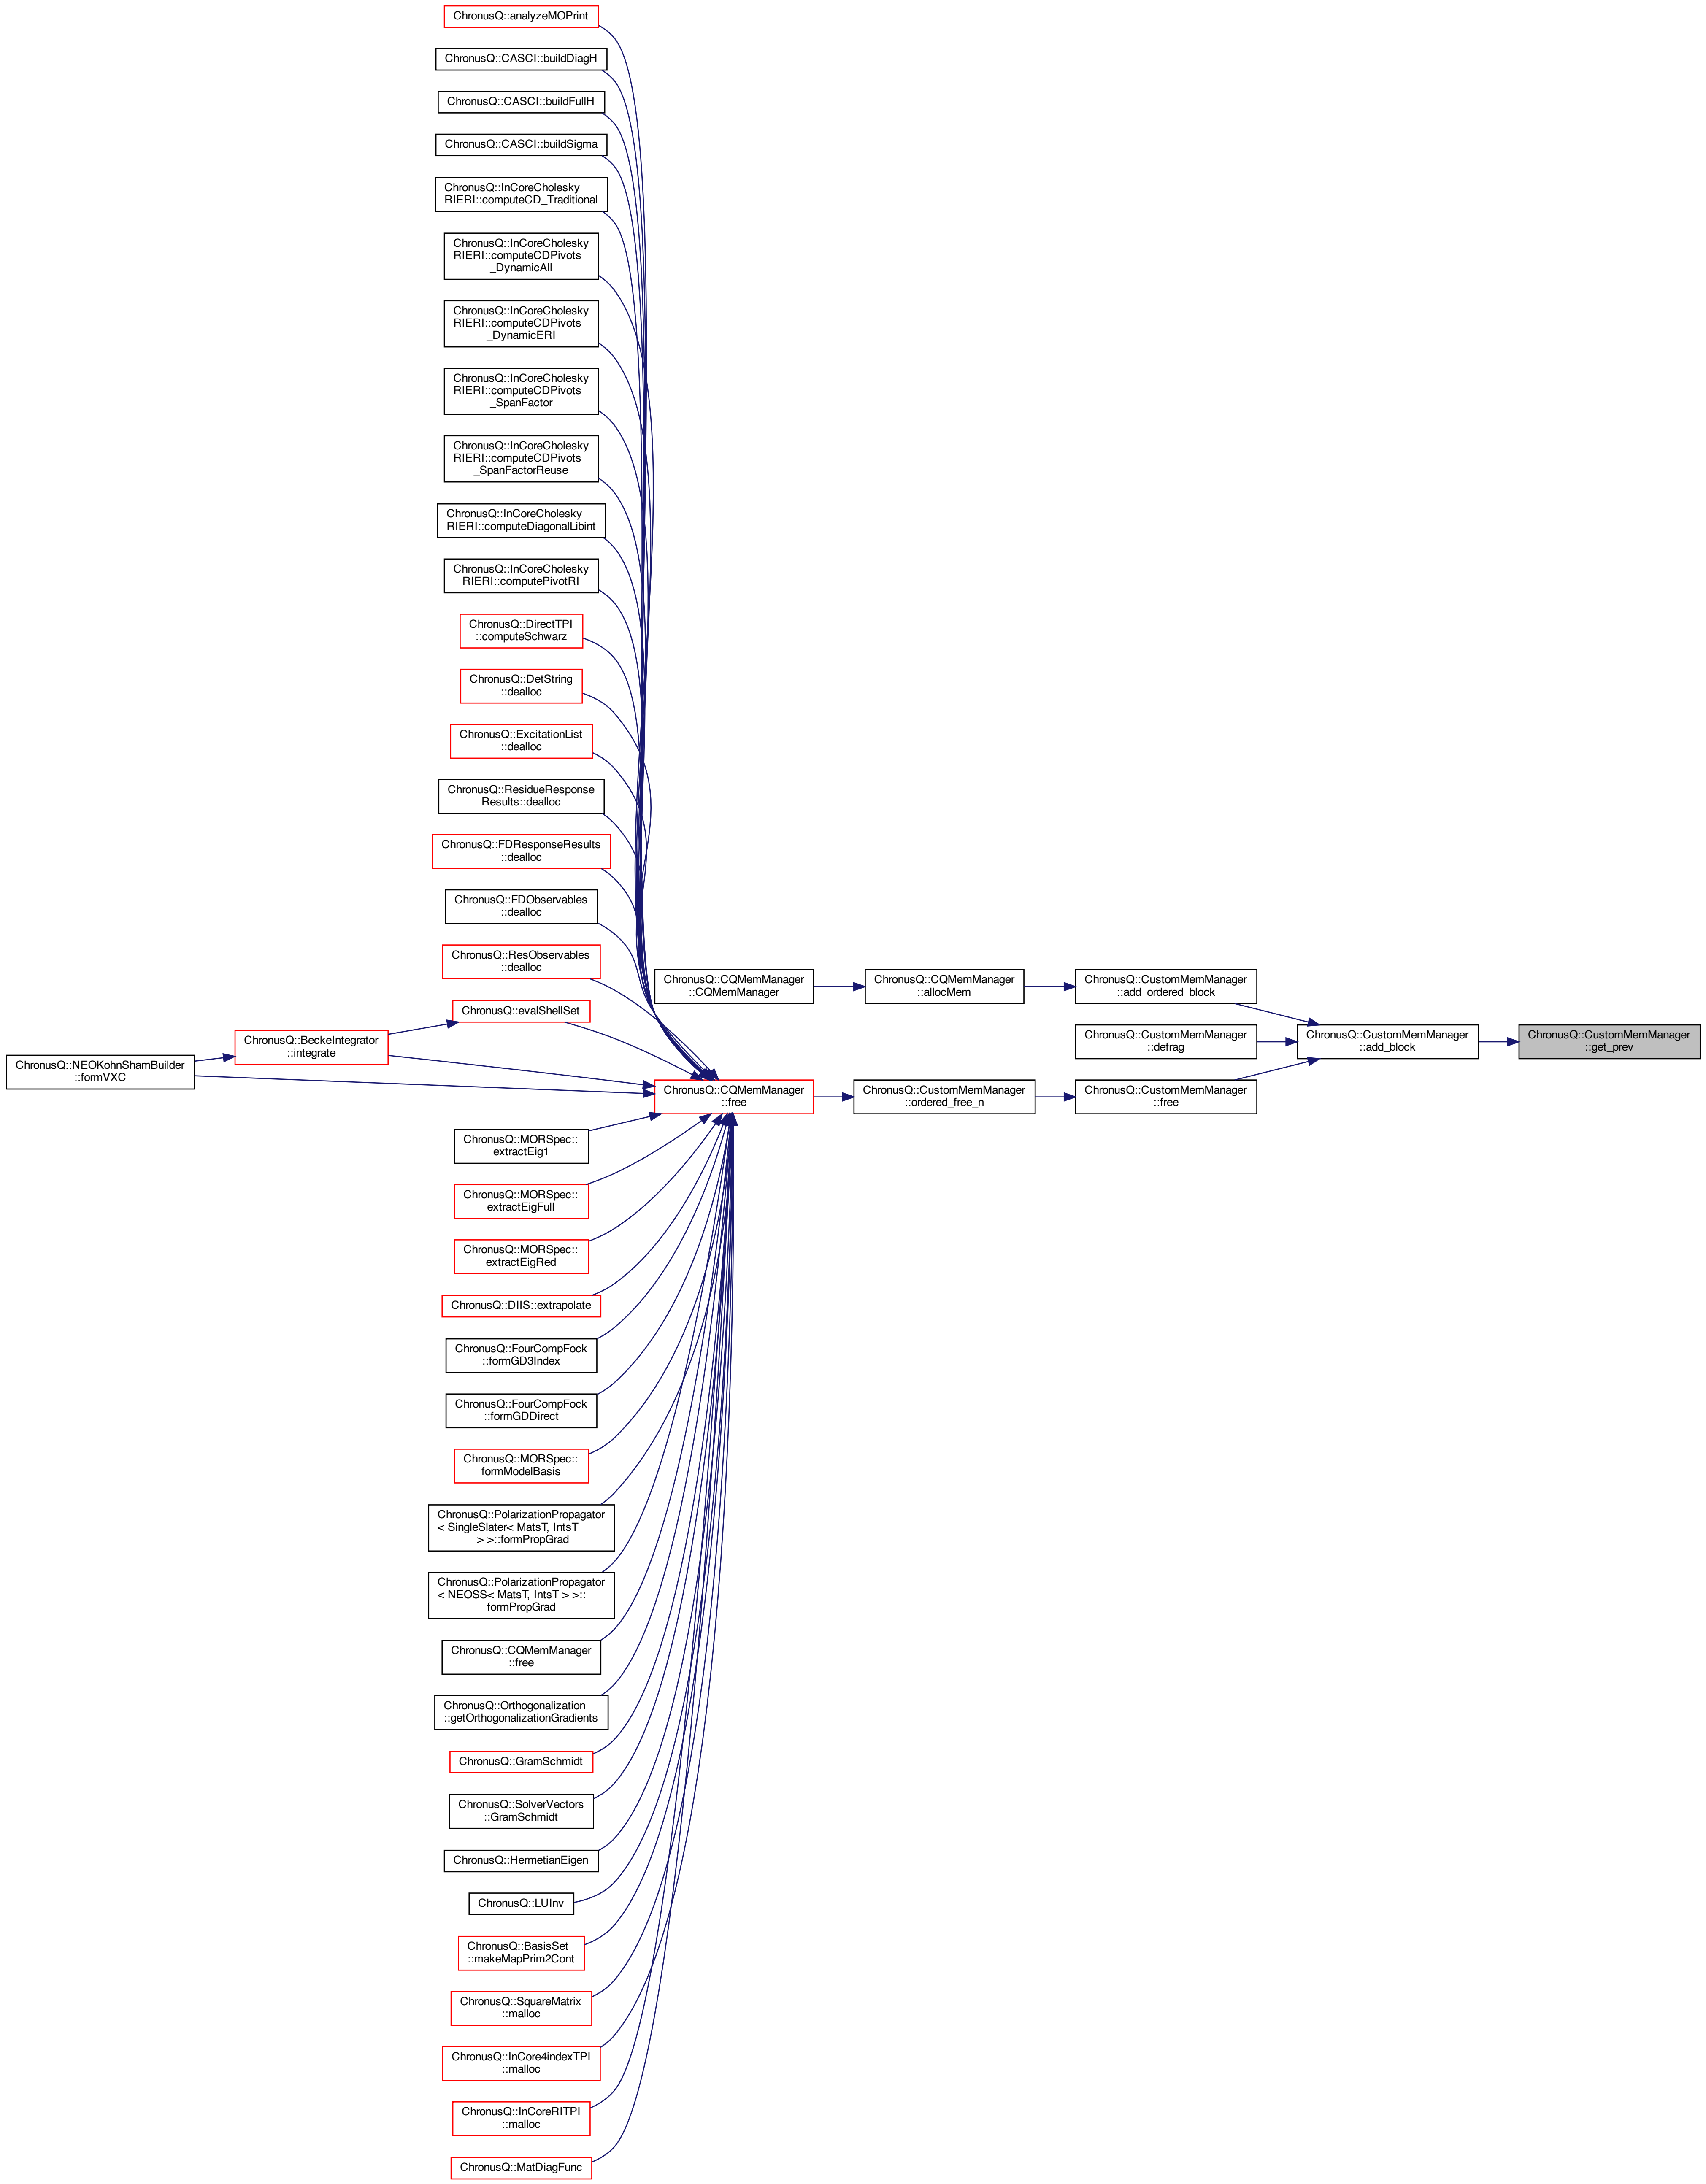 ChronusQ::analyzeMOPrint
ChronusQ::CASCI::buildDiagH
ChronusQ::CASCI::buildFullH
ChronusQ::CASCI::buildSigma
ChronusQ::InCoreCholesky
RIERI::computeCD_Traditional
ChronusQ::InCoreCholesky
RIERI::computeCDPivots
_DynamicAll
ChronusQ::InCoreCholesky
RIERI::computeCDPivots
_DynamicERI
ChronusQ::InCoreCholesky
RIERI::computeCDPivots
_SpanFactor
ChronusQ::InCoreCholesky
RIERI::computeCDPivots
_SpanFactorReuse
ChronusQ::InCoreCholesky
RIERI::computeDiagonalLibint
ChronusQ::InCoreCholesky
RIERI::computePivotRI
ChronusQ::DirectTPI
::computeSchwarz
ChronusQ::DetString
::dealloc
ChronusQ::ExcitationList
::dealloc
ChronusQ::ResidueResponse
Results::dealloc
ChronusQ::FDResponseResults
::dealloc
ChronusQ::FDObservables
::dealloc
ChronusQ::ResObservables
::dealloc
ChronusQ::evalShellSet
ChronusQ::BeckeIntegrator
::integrate
ChronusQ::NEOKohnShamBuilder
::formVXC
ChronusQ::CQMemManager
::CQMemManager
ChronusQ::CQMemManager
::allocMem
ChronusQ::CustomMemManager
::add_ordered_block
ChronusQ::CustomMemManager
::defrag
ChronusQ::CustomMemManager
::add_block
ChronusQ::CustomMemManager
::get_prev
ChronusQ::CQMemManager
::free
ChronusQ::CustomMemManager
::ordered_free_n
ChronusQ::CustomMemManager
::free
ChronusQ::MORSpec::
extractEig1
ChronusQ::MORSpec::
extractEigFull
ChronusQ::MORSpec::
extractEigRed
ChronusQ::DIIS::extrapolate
ChronusQ::FourCompFock
::formGD3Index
ChronusQ::FourCompFock
::formGDDirect
ChronusQ::MORSpec::
formModelBasis
ChronusQ::PolarizationPropagator
< SingleSlater< MatsT, IntsT
> >::formPropGrad
ChronusQ::PolarizationPropagator
< NEOSS< MatsT, IntsT > >::
formPropGrad
ChronusQ::CQMemManager
::free
ChronusQ::Orthogonalization
::getOrthogonalizationGradients
ChronusQ::GramSchmidt
ChronusQ::SolverVectors
::GramSchmidt
ChronusQ::HermetianEigen
ChronusQ::LUInv
ChronusQ::BasisSet
::makeMapPrim2Cont
ChronusQ::SquareMatrix
::malloc
ChronusQ::InCore4indexTPI
::malloc
ChronusQ::InCoreRITPI
::malloc
ChronusQ::MatDiagFunc